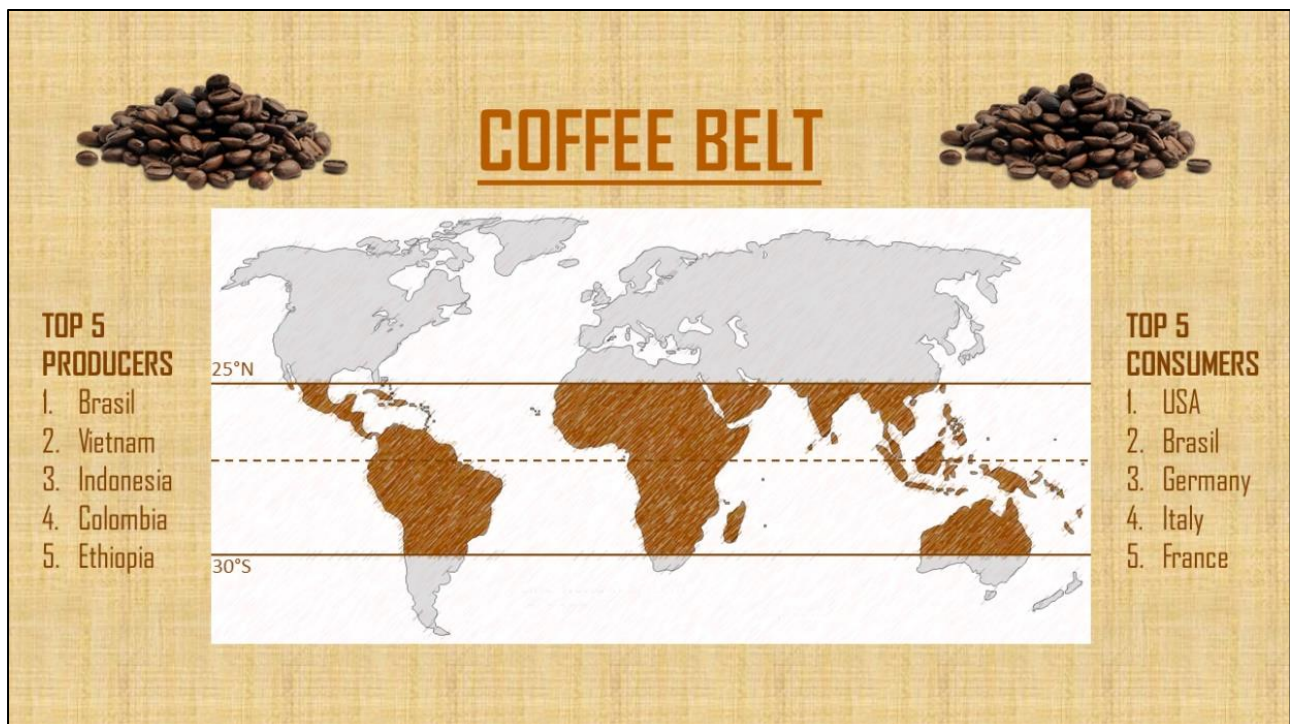 COFFEE BELT
TOP 5
PRODUCERS
1. Brasil
2. Vietnam
3. Indonesia
4. Colombia
5. Ethiopia
25°N
30°S
TOP 5
CONSUMERS
1. USA
2. Brasil
3. Germany
4. Italy
5. France